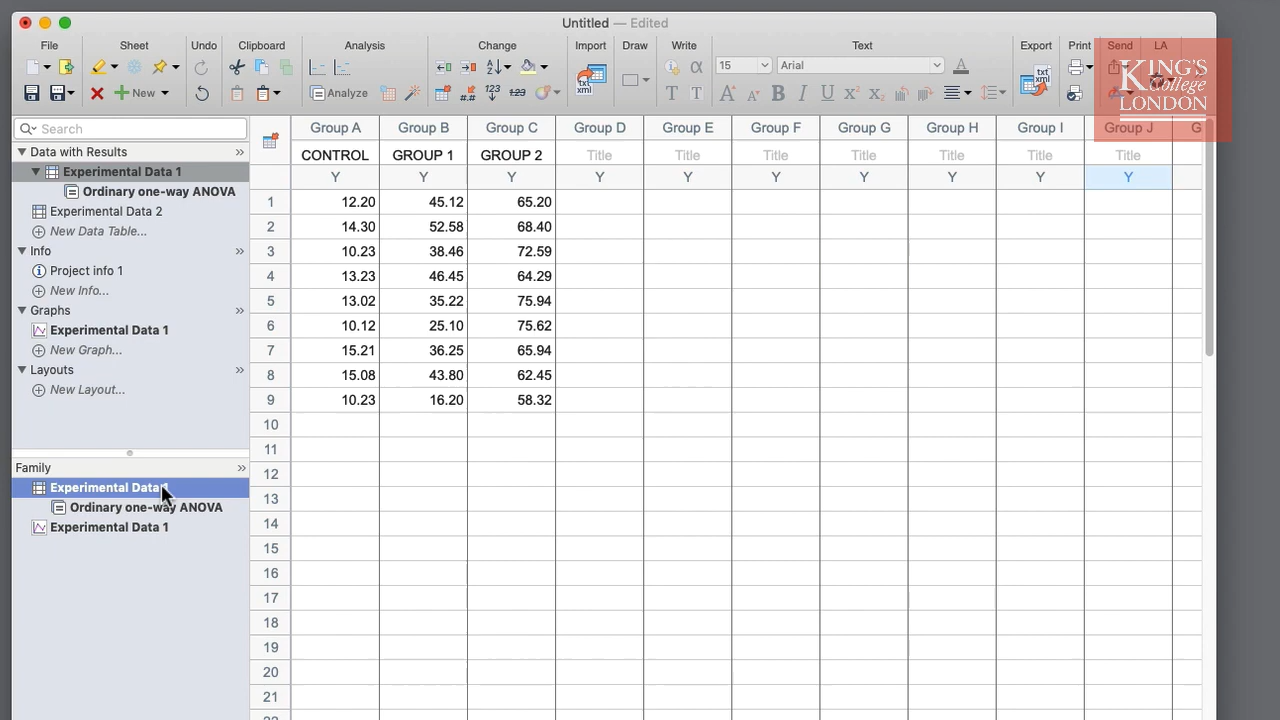 Untitled — Edited
File Sheet Undo Clipboard Analysis Change Import Draw Write Text Export Print Send LA
15 Arial
New Analyze
KING'S
College
LONDON
Search
Data with Results
Experimental Data 1
Ordinary one-way ANOVA
Experimental Data 2
New Data Table...
Info
Project info 1
New Info...
Graphs
Experimental Data 1
New Graph...
Layouts
New Layout...
Family
Experimental Data 1
Ordinary one-way ANOVA
Experimental Data 1
Group A Group B Group C Group D Group E Group F Group G Group H Group I Group J G
CONTROL GROUP 1 GROUP 2 Title Title Title Title Title Title Title
Y Y Y Y Y Y Y Y Y Y
1 12.20 45.12 65.20
2 14.30 52.58 68.40
3 10.23 38.46 72.59
4 13.23 46.45 64.29
5 13.02 35.22 75.94
6 10.12 25.10 75.62
7 15.21 36.25 65.94
8 15.08 43.80 62.45
9 10.23 16.20 58.32
10
11
12
13
14
15
16
17
18
19
20
21